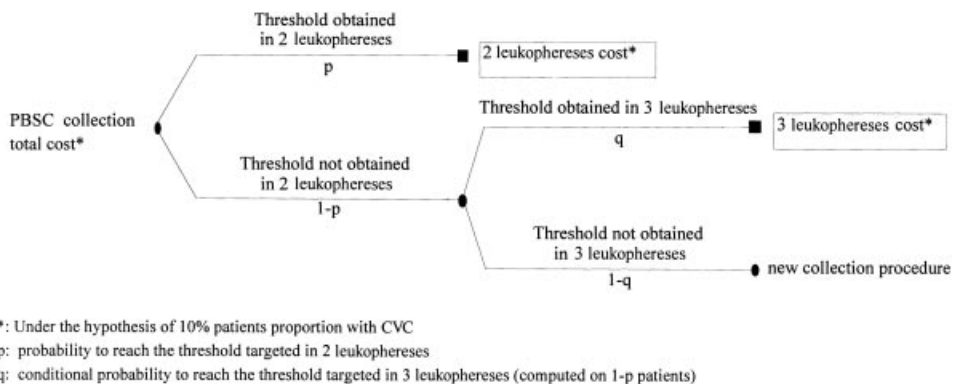 Threshold obtained
in 2 leukophereses
p
2 leukophereses cost*
PBSC collection
total cost*
Threshold obtained in 3 leukophereses
q
3 leukophereses cost*
Threshold not obtained
in 2 leukophereses
1-p
Threshold not obtained
in 3 leukophereses
1-q
new collection procedure
*: Under the hypothesis of 10% patients proportion with CVC
p: probability to reach the threshold targeted in 2 leukophereses
q: conditional probability to reach the threshold targeted in 3 leukophereses (computed on 1-p patients)